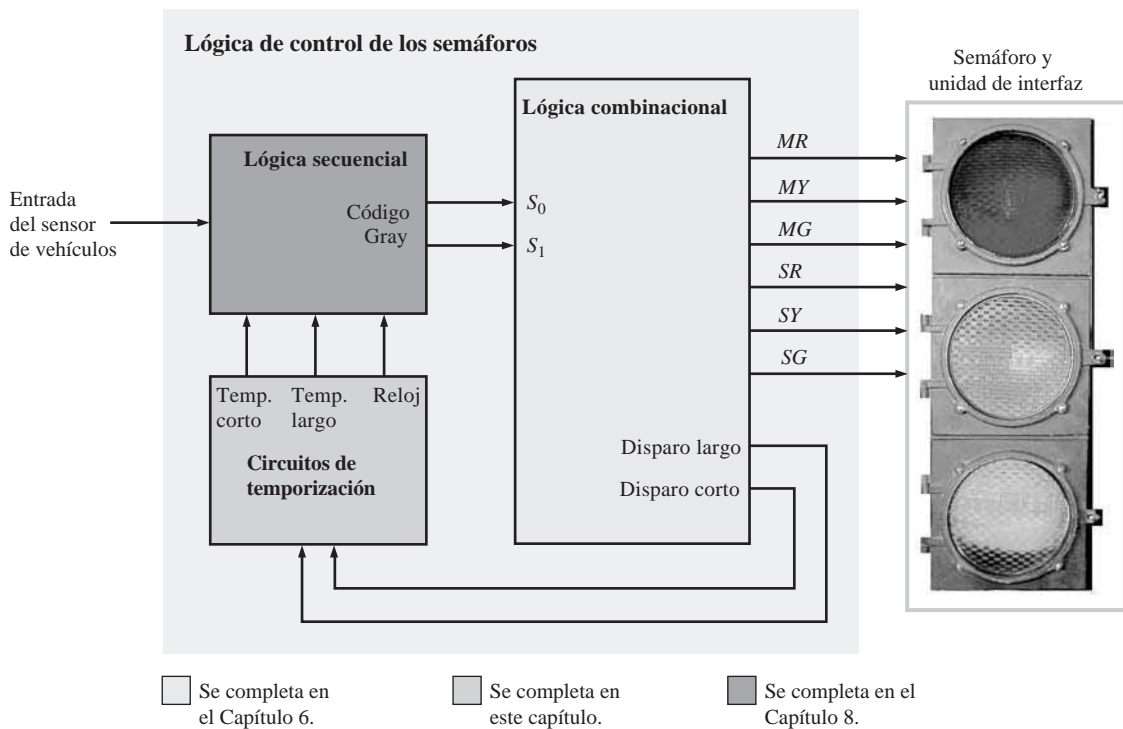 Lógica de control de los semáforos
Semáforo y
unidad de interfaz
Lógica combinacional
Lógica secuencial
Código
Gray
Entrada
del sensor
de vehículos
S0
S1
MR
MY
MG
SR
SY
SG
Temp.
corto
Temp.
largo
Reloj
Circuitos de
temporización
Disparo largo
Disparo corto
Se completa en
el Capítulo 6.
Se completa en
este capítulo.
Se completa en el
Capítulo 8.